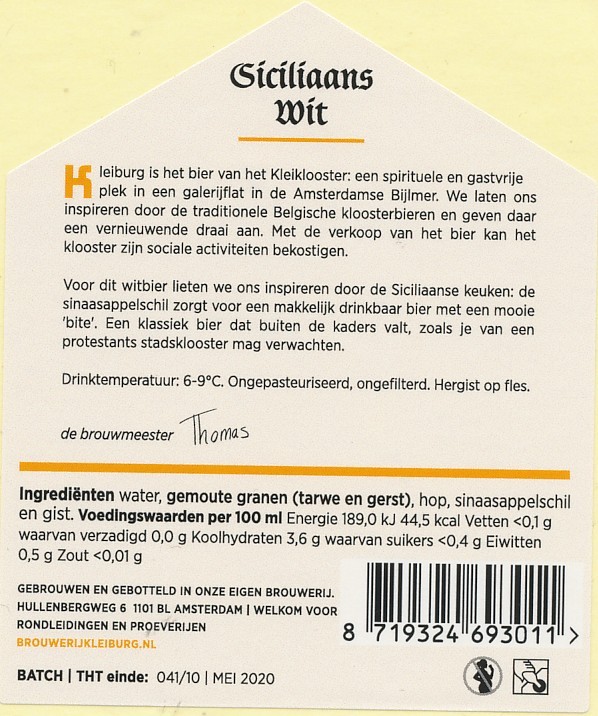 Siciliaans
Wit
Kleiburg is het bier van het Kleiklooster: een spirituele en gastvrije
plek in een galerijflat in de Amsterdamse Bijlmer. We laten ons
inspireren door de traditionele Belgische kloosterbieren en geven daar
een vernieuwende draai aan. Met de verkoop van het bier kan het
klooster zijn sociale activiteiten bekostigen.
Voor dit witbier lieten we ons inspireren door de Siciliaanse keuken: de
sinaasappelschil zorgt voor een makkelijk drinkbaar bier met een mooie
'bite'. Een klassiek bier dat buiten de kaders valt, zoals je van een
protestants stadsklooster mag verwachten.
Drinktemperatuur: 6-9°C. Ongepasteuriseerd, ongefilterd. Hergist op fles.
de brouwmeester Thomas
Ingrediënten water, gemoute granen (tarwe en gerst), hop, sinaasappelschil
en gist. Voedingswaarden per 100 ml Energie 189,0 kJ 44,5 kcal Vetten <0,1 g
waarvan verzadigd 0,0 g Koolhydraten 3,6 g waarvan suikers <0,4 g Eiwitten
0,5 g Zout <0,01 g
GEBROUWEN EN GEBOTTELD IN ONZE EIGEN BROUWERIJ.
HULLENBERGWEG 6 1101 BL AMSTERDAM | WELKOM VOOR
RONDLEIDINGEN EN PROEVERIJEN
BROUWERIJKLEIBURG.NL
8 719324 693011 >
BATCH | THT einde: 041/10 | MEI 2020